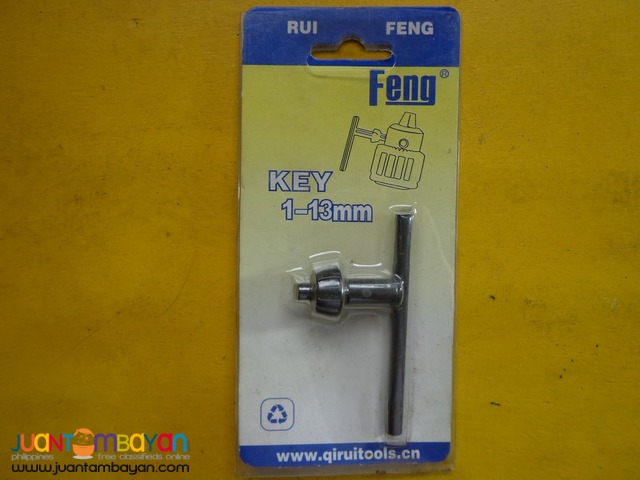 RUI FENG
Feng®
KEY
1-13mm
www.qiruitools.cn
JUANTAMBAYAN
philippines free classifieds online
www.juantambayan.com